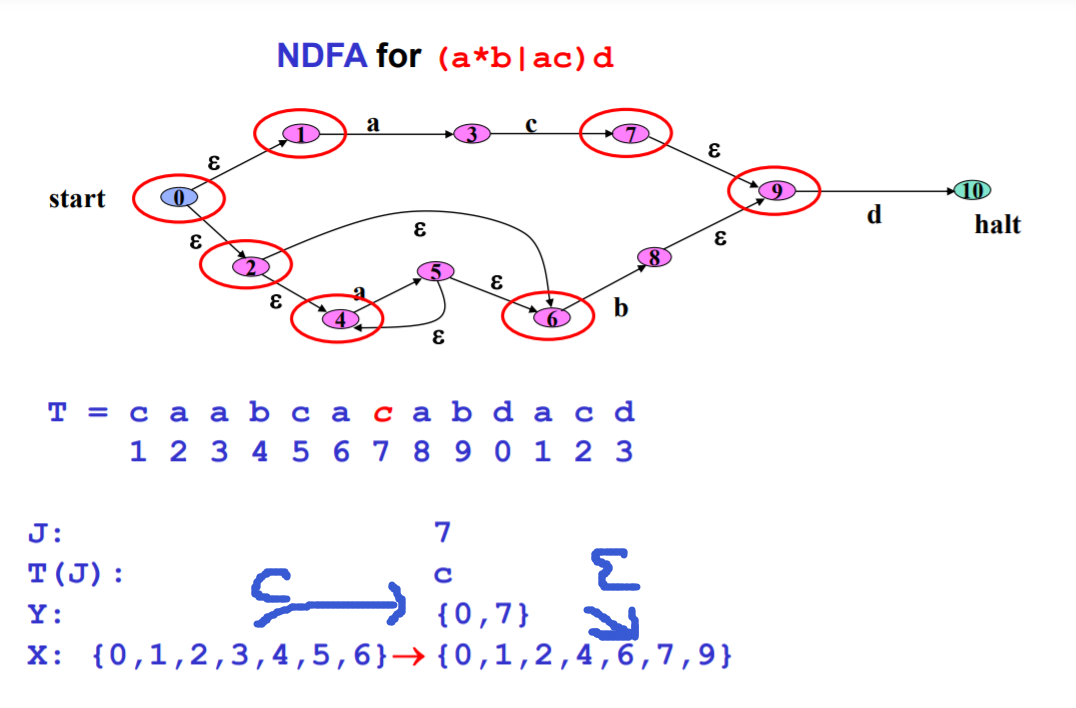 NDFA for (a*b|ac)d
1 a 3 c 7
ε ε
start 0 9 d 10
halt
ε ε ε
2 5 ε 8
ε a b
4 6
ε
T = c a a b c a c a b d a c d
1 2 3 4 5 6 7 8 9 0 1 2 3
J: 7
T(J): c Σ
C
Y: {0,7}
X: {0,1,2,3,4,5,6}→{0,1,2,4,6,7,9}